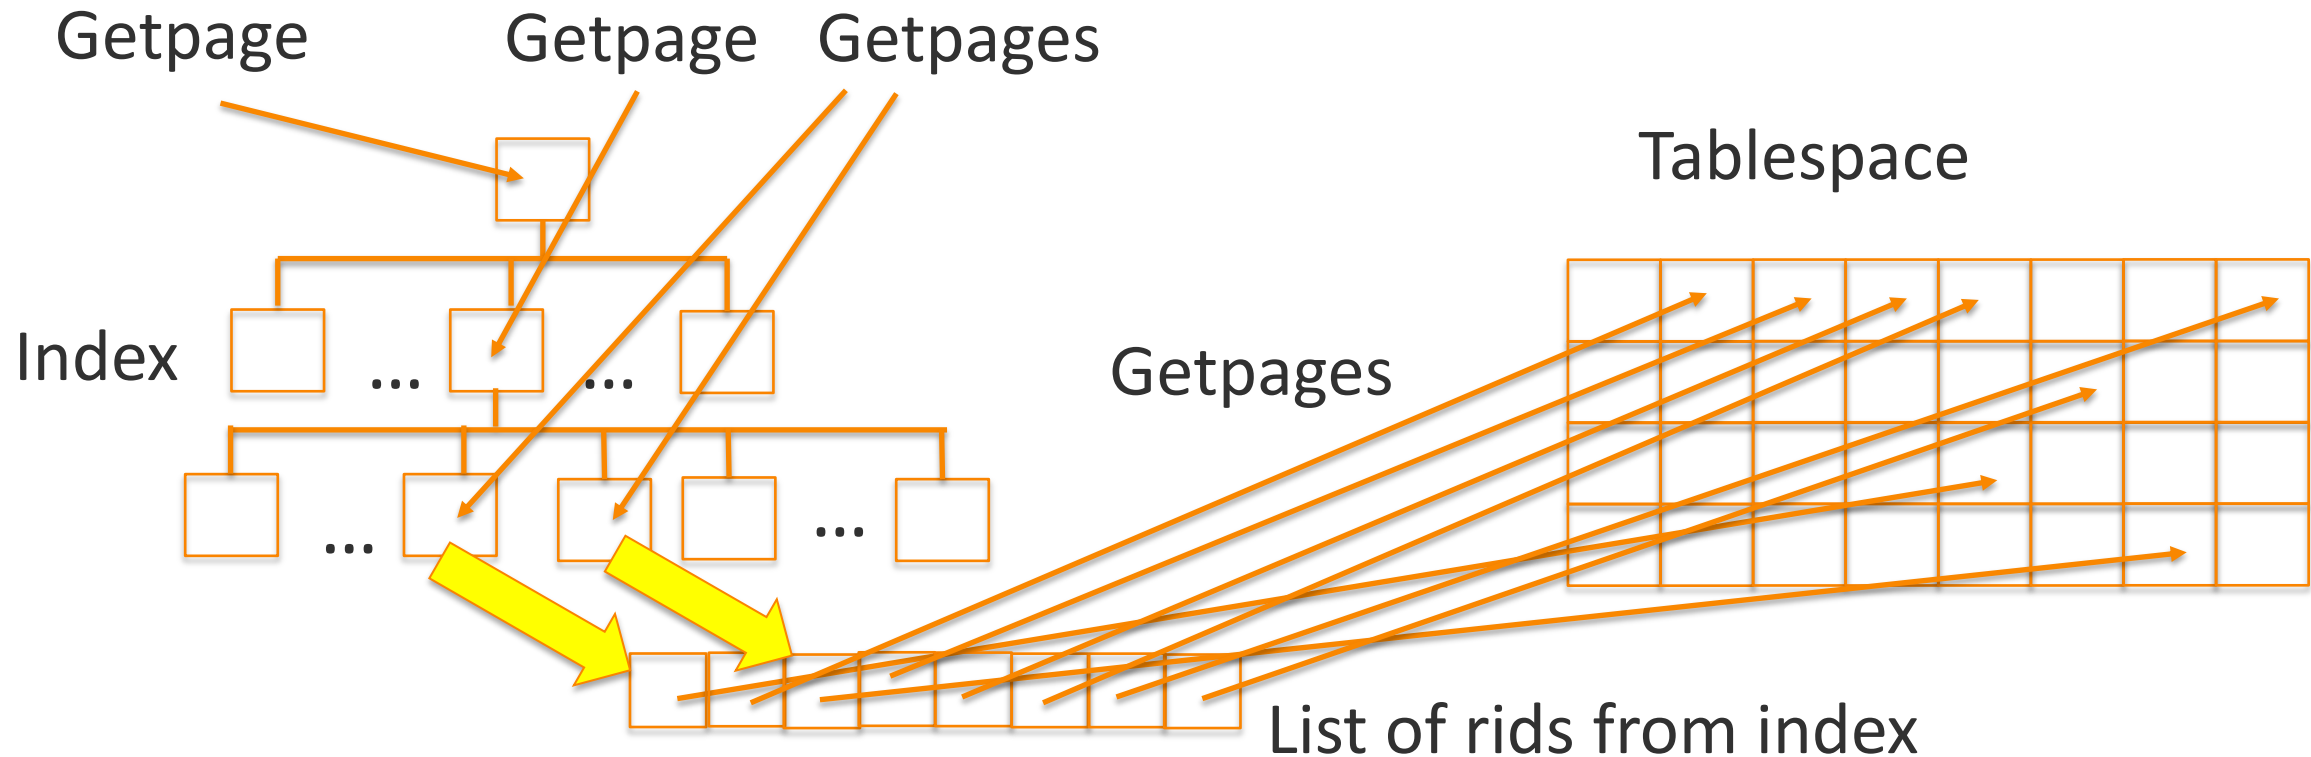 Getpage
Getpage
Getpages
Tablespace
Index
...
...
Getpages
...
...
List of rids from index